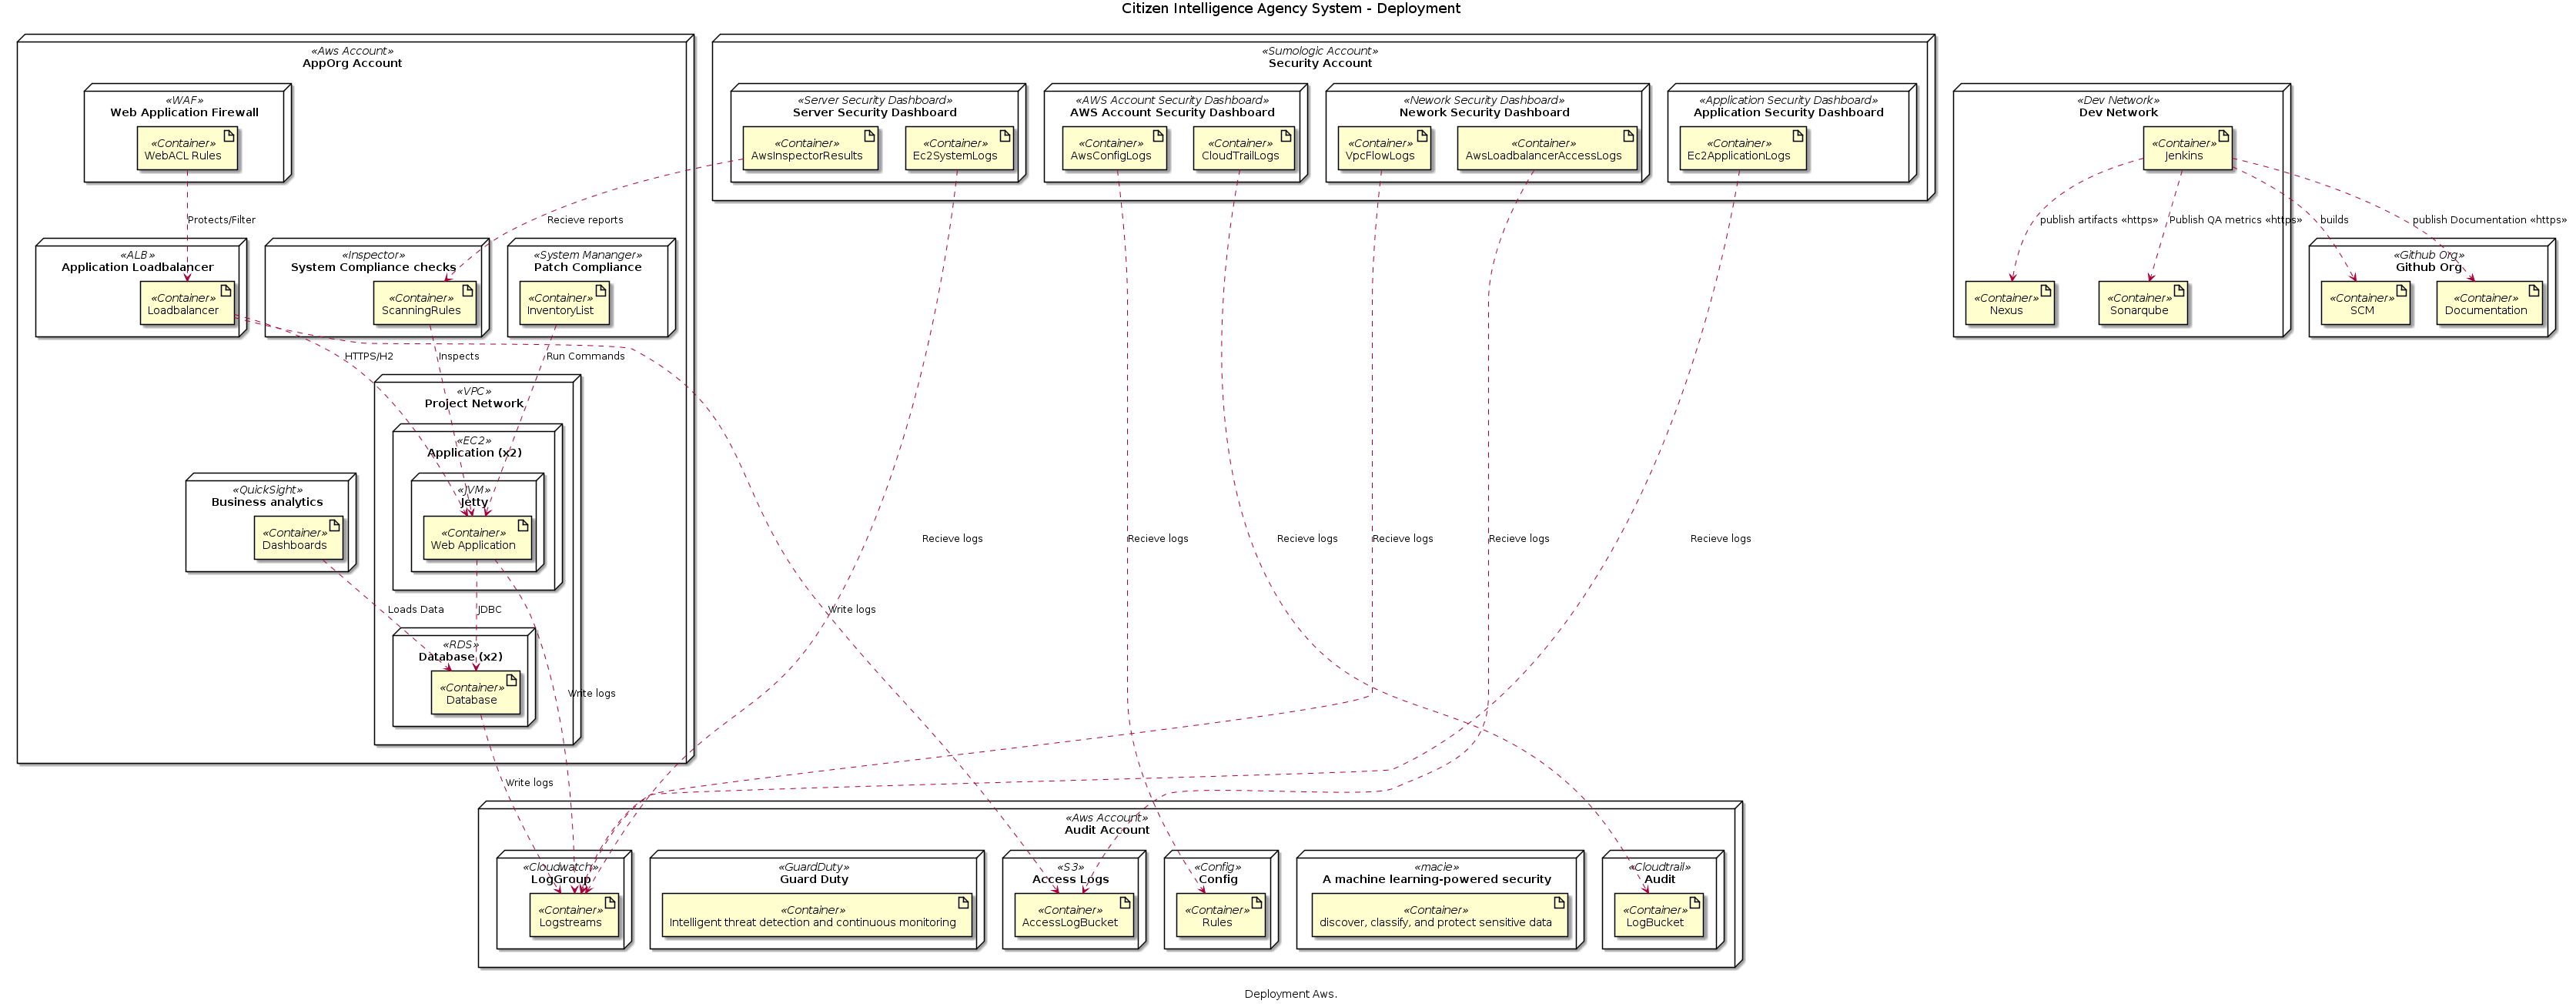 Citizen Intelligence Agency System - Deployment
«Aws Account»
AppOrg Account
«WAF»
Web Application Firewall
«Container»
WebACL Rules
Protects/Filter
«ALB»
Application Loadbalancer
«Container»
Loadbalancer
«Inspector»
System Compliance checks
«Container»
ScanningRules
«System Mananger»
Patch Compliance
«Container»
InventoryList
HTTPS/H2
Inspects
Run Commands
«VPC»
Project Network
«EC2»
Application (x2)
«JVM»
Jetty
«Container»
Web Application
«QuickSight»
Business analytics
«Container»
Dashboards
Loads Data
JDBC
«RDS»
Database (x2)
«Container»
Database
Write logs
Write logs
Write logs
«Sumologic Account»
Security Account
«Server Security Dashboard»
Server Security Dashboard
«Container»
AwsInspectorResults
«Container»
Ec2SystemLogs
«AWS Account Security Dashboard»
AWS Account Security Dashboard
«Container»
AwsConfigLogs
«Container»
CloudTrailLogs
«Nework Security Dashboard»
Nework Security Dashboard
«Container»
VpcFlowLogs
«Container»
AwsLoadbalancerAccessLogs
«Application Security Dashboard»
Application Security Dashboard
«Container»
Ec2ApplicationLogs
Recieve reports
Recieve logs
Recieve logs
Recieve logs
Recieve logs
Recieve logs
Recieve logs
«Dev Network»
Dev Network
«Container»
Jenkins
publish artifacts «https»
Publish QA metrics «https»
builds
publish Documentation «https»
«Container»
Nexus
«Container»
Sonarqube
«Github Org»
Github Org
«Container»
SCM
«Container»
Documentation
«Aws Account»
Audit Account
«Cloudwatch»
LogGroup
«Container»
Logstreams
«GuardDuty»
Guard Duty
«Container»
Intelligent threat detection and continuous monitoring
«S3»
Access Logs
«Container»
AccessLogBucket
«Config»
Config
«Container»
Rules
«macie»
A machine learning-powered security
«Container»
discover, classify, and protect sensitive data
«Cloudtrail»
Audit
«Container»
LogBucket
Deployment Aws.